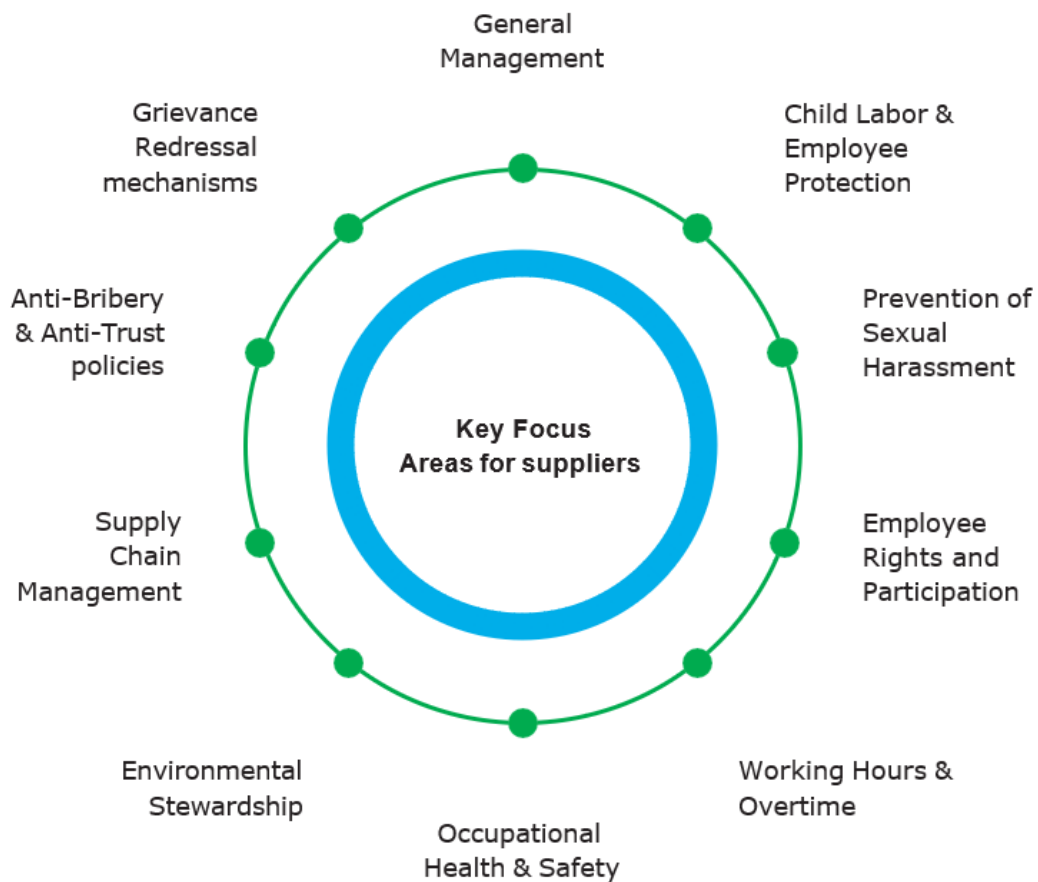 General
Management
Child Labor &
Employee
Protection
Prevention of
Sexual
Harassment
Employee
Rights and
Participation
Working Hours &
Overtime
Occupational
Health & Safety
Environmental
Stewardship
Supply
Chain
Management
Anti-Bribery
& Anti-Trust
policies
Grievance
Redressal
mechanisms
Key Focus
Areas for suppliers